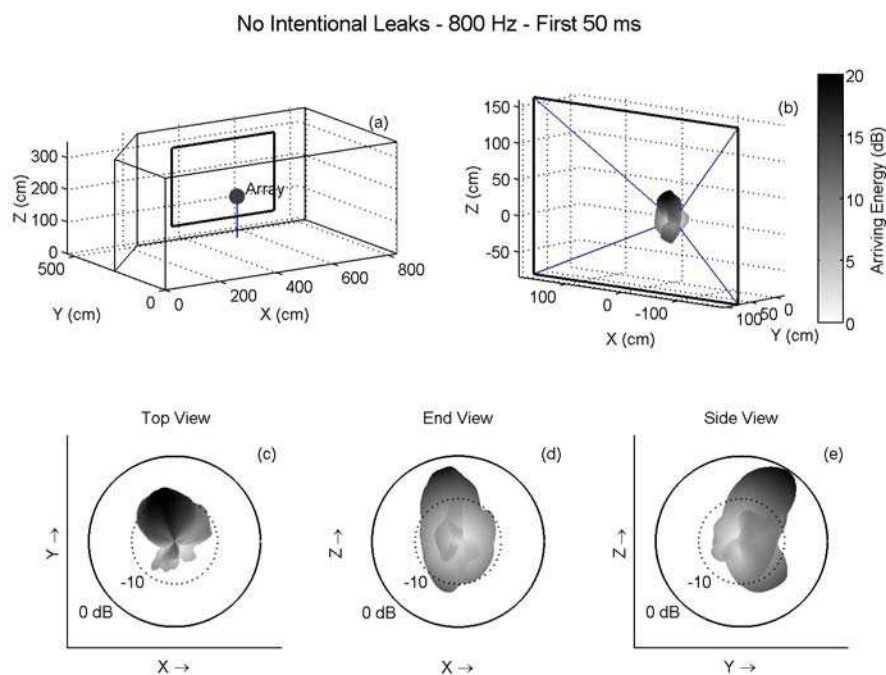 No Intentional Leaks - 800 Hz - First 50 ms
(a)
Array
300
200
100
0
Z (cm)
500
0
Y (cm)
0
200
400
600
800
X (cm)
(b)
150
100
50
0
-50
Z (cm)
100
0
-100
X (cm)
100
50
0
Y (cm)
20
15
10
5
0
Arriving Energy (dB)
Top View
(c)
-10
0 dB
Y →
X →
End View
(d)
-10
0 dB
Z →
X →
Side View
(e)
-10
0 dB
Z →
Y →